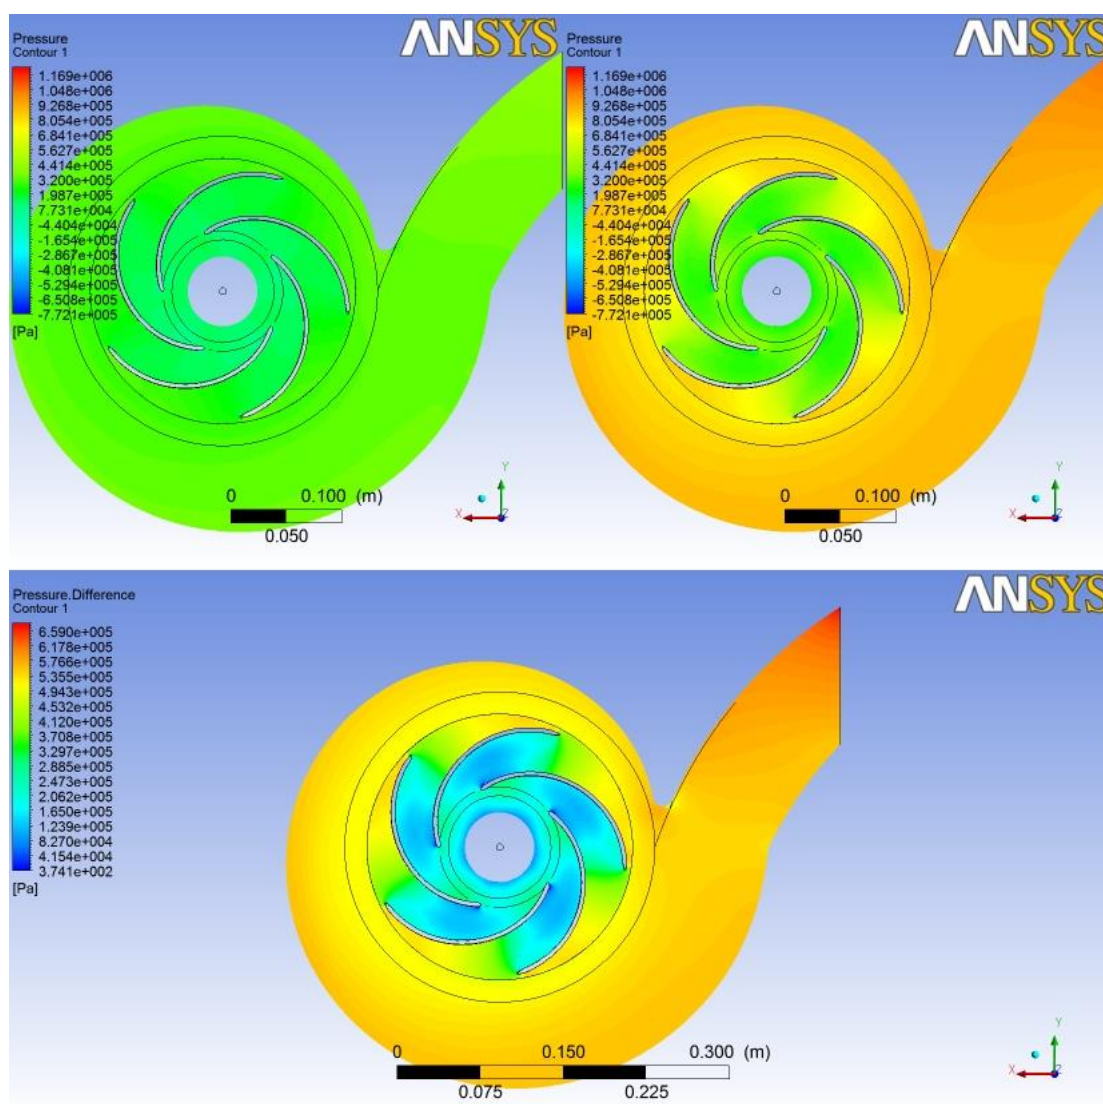 Pressure
Contour 1
ANSYS
1.169e+006
1.048e+006
9.268e+005
8.054e+005
6.841e+005
5.627e+005
4.414e+005
3.200e+005
1.987e+005
7.731e+004
-4.404e+004
-1.654e+005
-2.867e+005
-4.081e+005
-5.294e+005
-6.508e+005
-7.721e+005
[Pa]
0 0.100 (m)
0.050
Y
X Z
Pressure
Contour 1
ANSYS
1.169e+006
1.048e+006
9.268e+005
8.054e+005
6.841e+005
5.627e+005
4.414e+005
3.200e+005
1.987e+005
7.731e+004
-4.404e+004
-1.654e+005
-2.867e+005
-4.081e+005
-5.294e+005
-6.508e+005
-7.721e+005
[Pa]
0 0.100 (m)
0.050
Y
X Z
Pressure.Difference
Contour 1
ANSYS
6.590e+005
6.178e+005
5.766e+005
5.355e+005
4.943e+005
4.532e+005
4.120e+005
3.708e+005
3.297e+005
2.885e+005
2.473e+005
2.062e+005
1.650e+005
1.239e+005
8.270e+004
4.154e+004
3.741e+002
[Pa]
0 0.150 0.300 (m)
0.075 0.225
Y
X Z